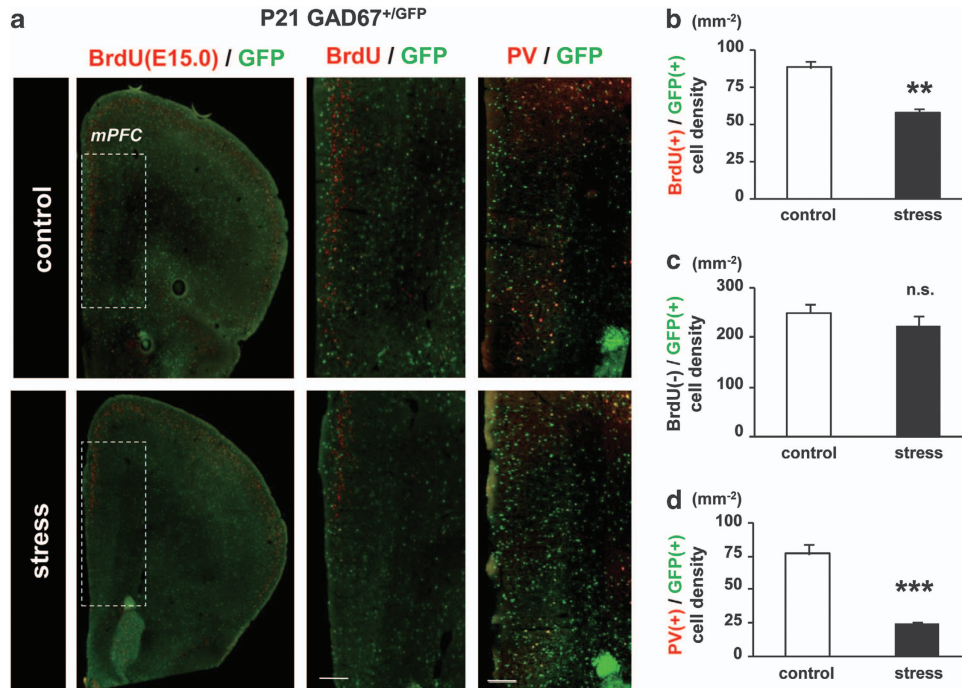 a
P21 GAD67+/GFP
BrdU(E15.0) / GFP
BrdU / GFP
PV / GFP
control
mPFC
stress
b (mm-2)
BrdU(+) / GFP(+)
cell density
100
75
50
25
0
**
control stress
c (mm-2)
BrdU(-) / GFP(+)
cell density
300
200
100
0
n.s.
control stress
d (mm-2)
PV(+) / GFP(+)
cell density
100
75
50
25
0
***
control stress